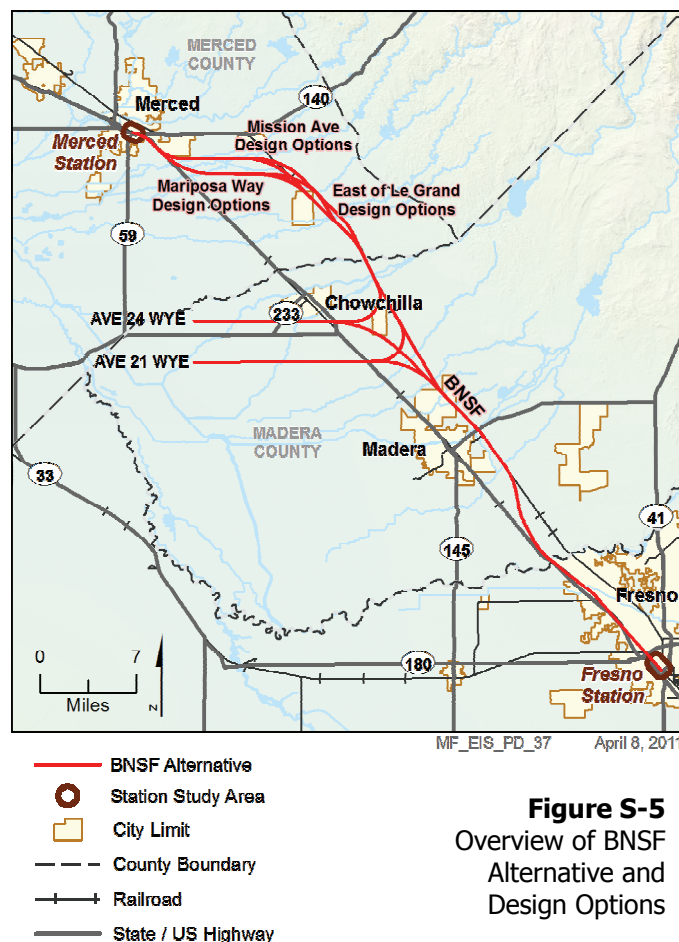 MERCED
COUNTY
Merced
140
Merced
Station
Mission Ave
Design Options
Mariposa Way
Design Options
East of Le Grand
Design Options
59
Chowchilla
233
AVE 24 WYE
AVE 21 WYE
BNSF
MADERA
COUNTY
Madera
33
41
145
Fresno
0 7
Miles
N
180
Fresno
Station
MF_EIS_PD_37 April 8, 2011
BNSF Alternative
Station Study Area
City Limit
County Boundary
Railroad
State / US Highway
Figure S-5
Overview of BNSF
Alternative and
Design Options